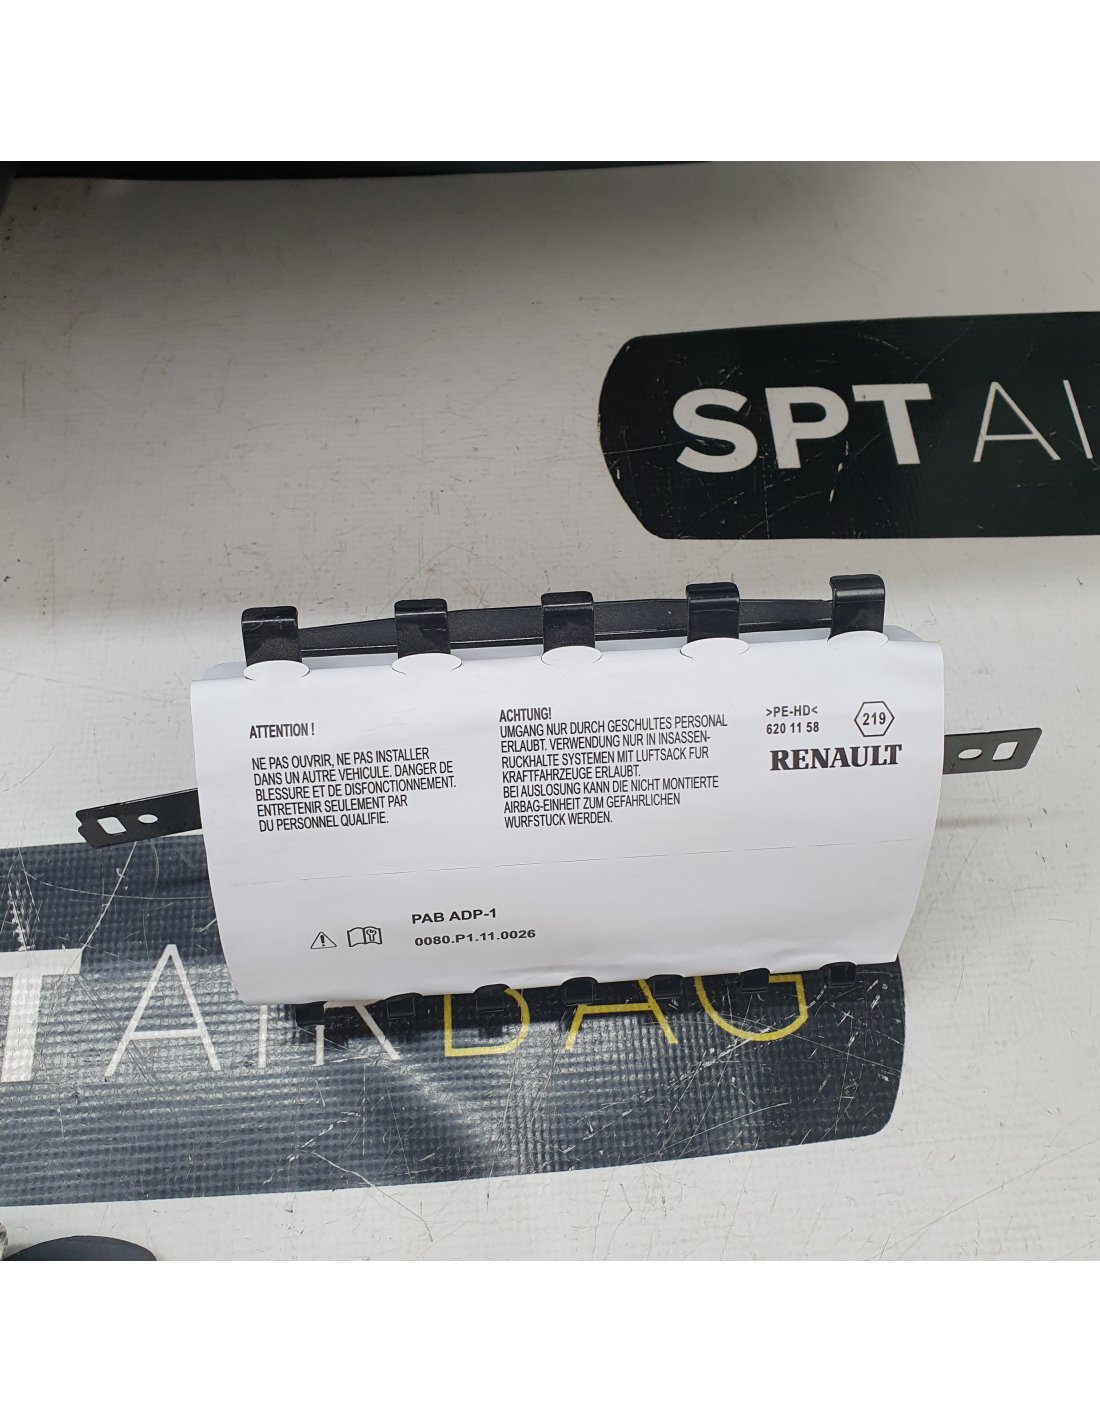 SPT AI
ATTENTION !
NE PAS OUVRIR, NE PAS INSTALLER
DANS UN AUTRE VEHICULE. DANGER DE
BLESSURE ET DE DISFONCTIONNEMENT.
ENTRETENIR SEULEMENT PAR
DU PERSONNEL QUALIFIE.
ACHTUNG!
UMGANG NUR DURCH GESCHULTES PERSONAL
ERLAUBT. VERWENDUNG NUR IN INSASSEN-
RUCKHALTE SYSTEMEN MIT LUFTSACK FUR
KRAFTFAHRZEUGE ERLAUBT.
BEI AUSLOSUNG KANN DIE NICHT MONTIERTE
AIRBAG-EINHEIT ZUM GEFAHRLICHEN
WURFSTUCK WERDEN.
>PE-HD<
620 11 58
219
RENAULT
PAB ADP-1
0080.P1.11.0026
T AIRBAG